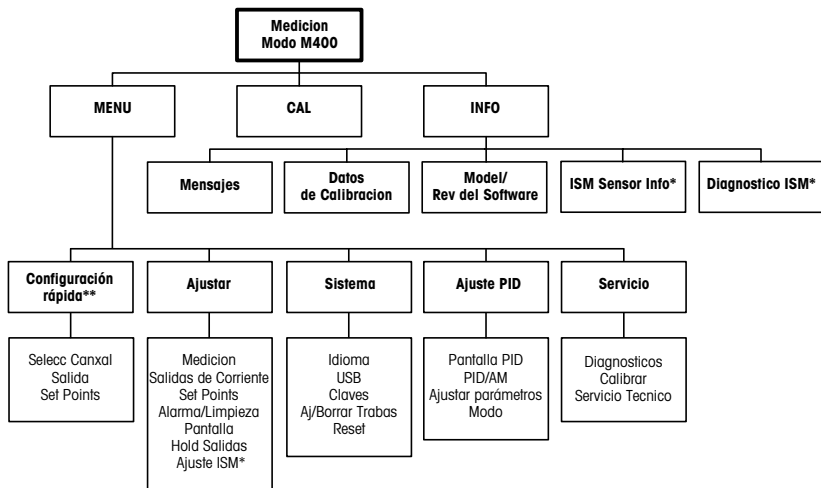 Medicion
Modo M400
MENU
CAL
INFO
Mensajes
Datos
de Calibracion
Model/
Rev del Software
ISM Sensor Info*
Diagnostico ISM*
Configuración
rápida**
Ajustar
Sistema
Ajuste PID
Servicio
Selecc Canxal
Salida
Set Points
Medicion
Salidas de Corriente
Set Points
Alarma/Limpieza
Pantalla
Hold Salidas
Ajuste ISM*
Idioma
USB
Claves
Aj/Borrar Trabas
Reset
Pantalla PID
PID/AM
Ajustar parámetros
Modo
Diagnosticos
Calibrar
Servicio Tecnico